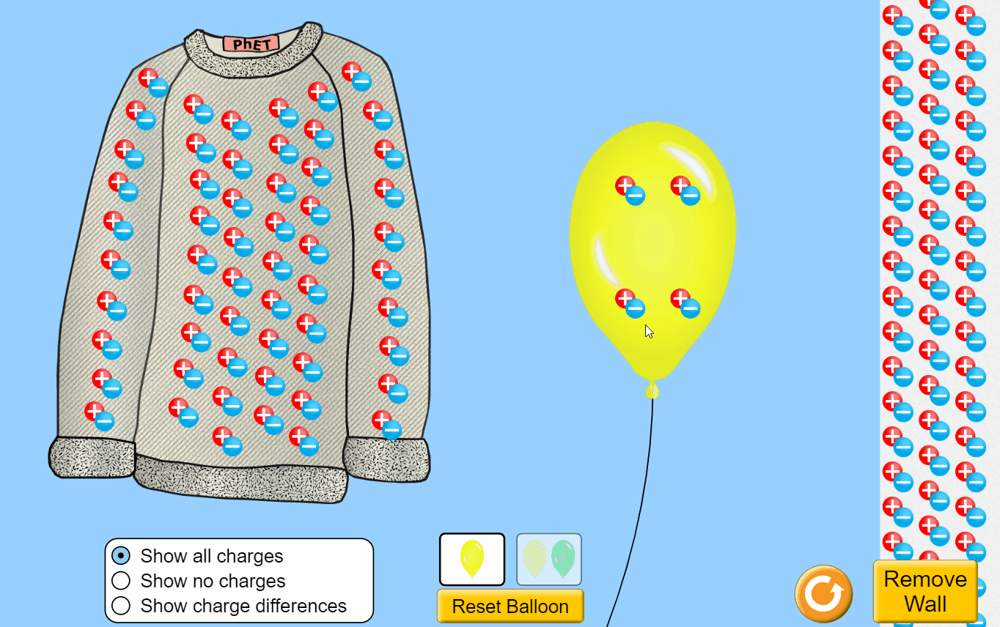 PhET
Show all charges
Show no charges
Show charge differences
Reset Balloon
Remove
Wall